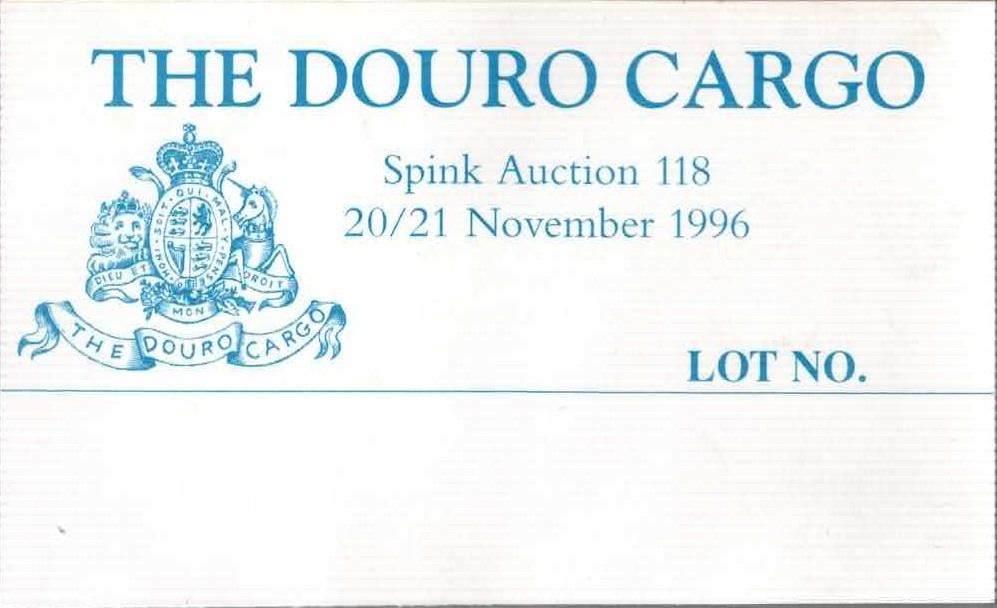 THE DOURO CARGO
Spink Auction 118
20/21 November 1996
HONI·SOIT·QUI·MAL·Y·PENSE
DIEU ET
MON
DROIT
THE DOURO CARGO
LOT NO.